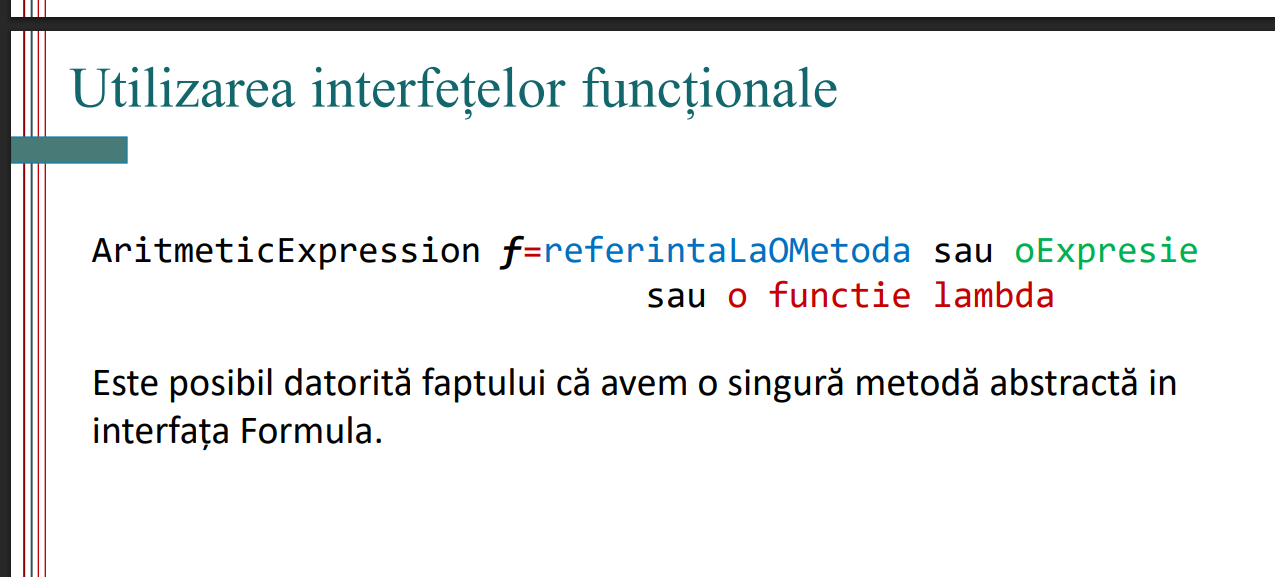 Utilizarea interfețelor funcționale
AritmeticExpression f=referintaLaOMetoda sau oExpresie
sau o functie lambda
Este posibil datorită faptului că avem o singură metodă abstractă in
interfața Formula.